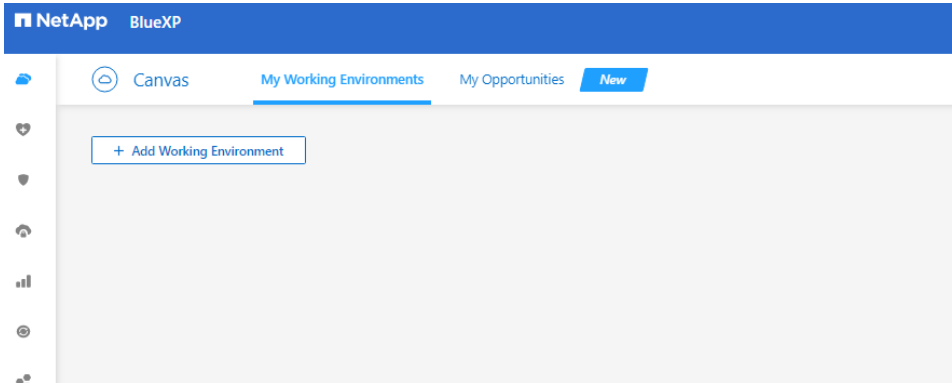 NetApp BlueXP
Canvas My Working Environments My Opportunities New
+ Add Working Environment